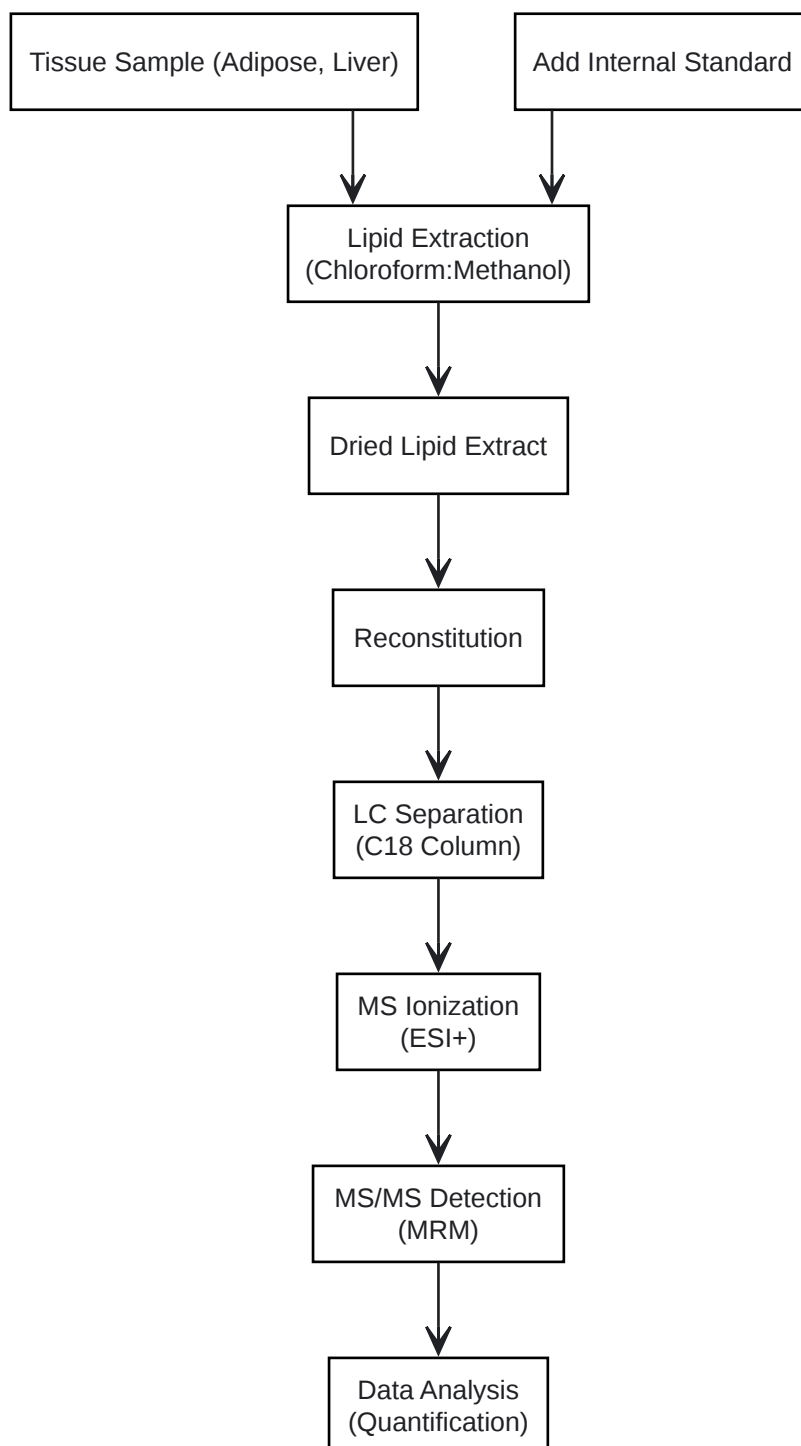 Tissue Sample (Adipose, Liver)
Add Internal Standard
Lipid Extraction
(Chloroform:Methanol)
Dried Lipid Extract
Reconstitution
LC Separation
(C18 Column)
MS Ionization
(ESI+)
MS/MS Detection
(MRM)
Data Analysis
(Quantification)